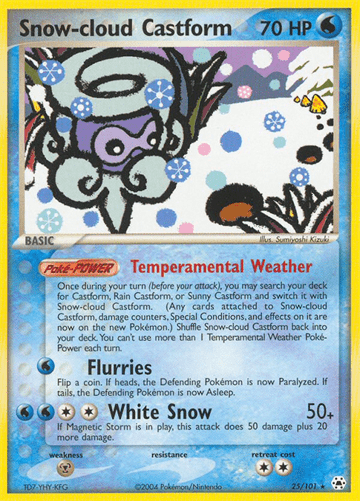 Snow-cloud Castform 70 HP
BASIC
Illus. Sumiyoshi Kizuki
Poké-POWER Temperamental Weather
Once during your turn (before your attack), you may search your deck
for Castform, Rain Castform, or Sunny Castform and switch it with
Snow-cloud Castform. (Any cards attached to Snow-cloud
Castform, damage counters, Special Conditions, and effects on it are
now on the new Pokémon.) Shuffle Snow-cloud Castform back into
your deck. You can't use more than 1 Temperamental Weather Poké-
Power each turn.
Flurries
Flip a coin. If heads, the Defending Pokémon is now Paralyzed. If
tails, the Defending Pokémon is now Asleep.
White Snow 50+
If Magnetic Storm is in play, this attack does 50 damage plus 20
more damage.
weakness resistance retreat cost
TO7-YHY-KFG ©2004 Pokémon/Nintendo 25/101 ★